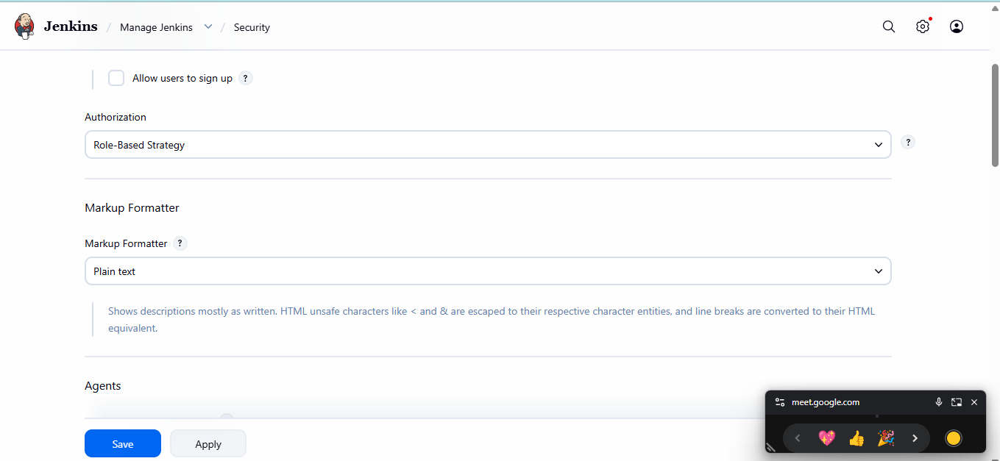 Jenkins / Manage Jenkins / Security
Allow users to sign up ?
Authorization
Role-Based Strategy
?
Markup Formatter
Markup Formatter ?
Plain text
Shows descriptions mostly as written. HTML unsafe characters like < and & are escaped to their respective character entities, and line breaks are converted to their HTML
equivalent.
Agents
meet.google.com
Save
Apply